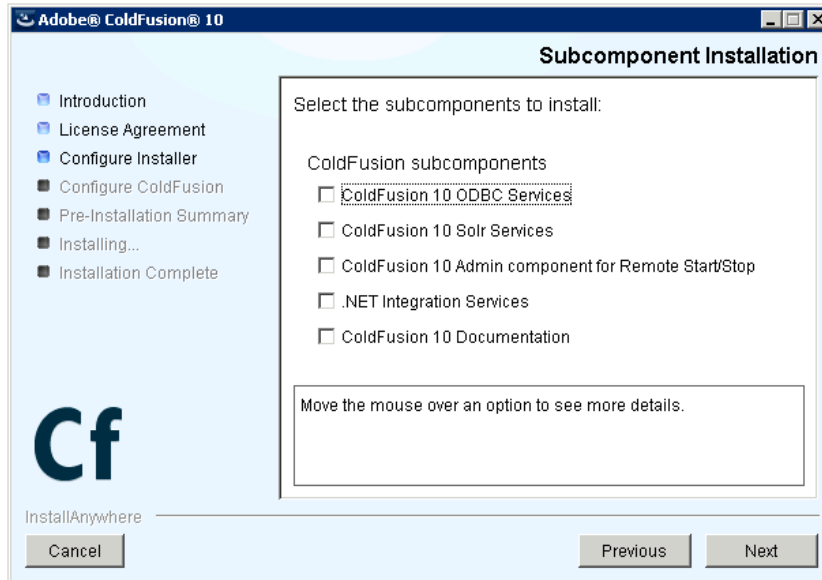 Adobe® ColdFusion® 10
Subcomponent Installation
Introduction
License Agreement
Configure Installer
Configure ColdFusion
Pre-Installation Summary
Installing...
Installation Complete
Select the subcomponents to install:
ColdFusion subcomponents
ColdFusion 10 ODBC Services
ColdFusion 10 Solr Services
ColdFusion 10 Admin component for Remote Start/Stop
.NET Integration Services
ColdFusion 10 Documentation
Move the mouse over an option to see more details.
Cf
InstallAnywhere
Cancel
Previous
Next